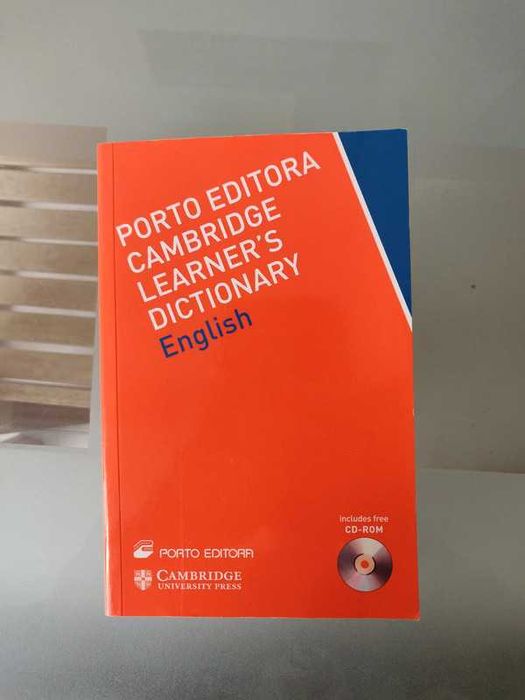 PORTO EDITORA
CAMBRIDGE
LEARNER'S
DICTIONARY
English
includes free
CD-ROM
PORTO EDITORA
CAMBRIDGE
UNIVERSITY PRESS